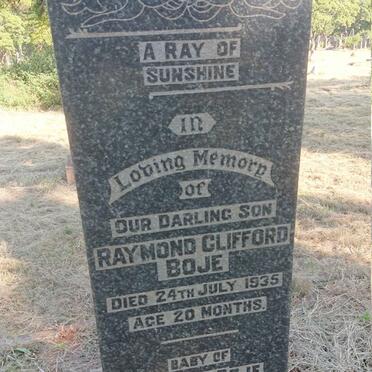 A RAY OF
SUNSHINE
in
Loving Memory
of
OUR DARLING SON
RAYMOND CLIFFORD
BOJE
DIED 24TH JULY 1935
AGE 20 MONTHS.
BABY OF